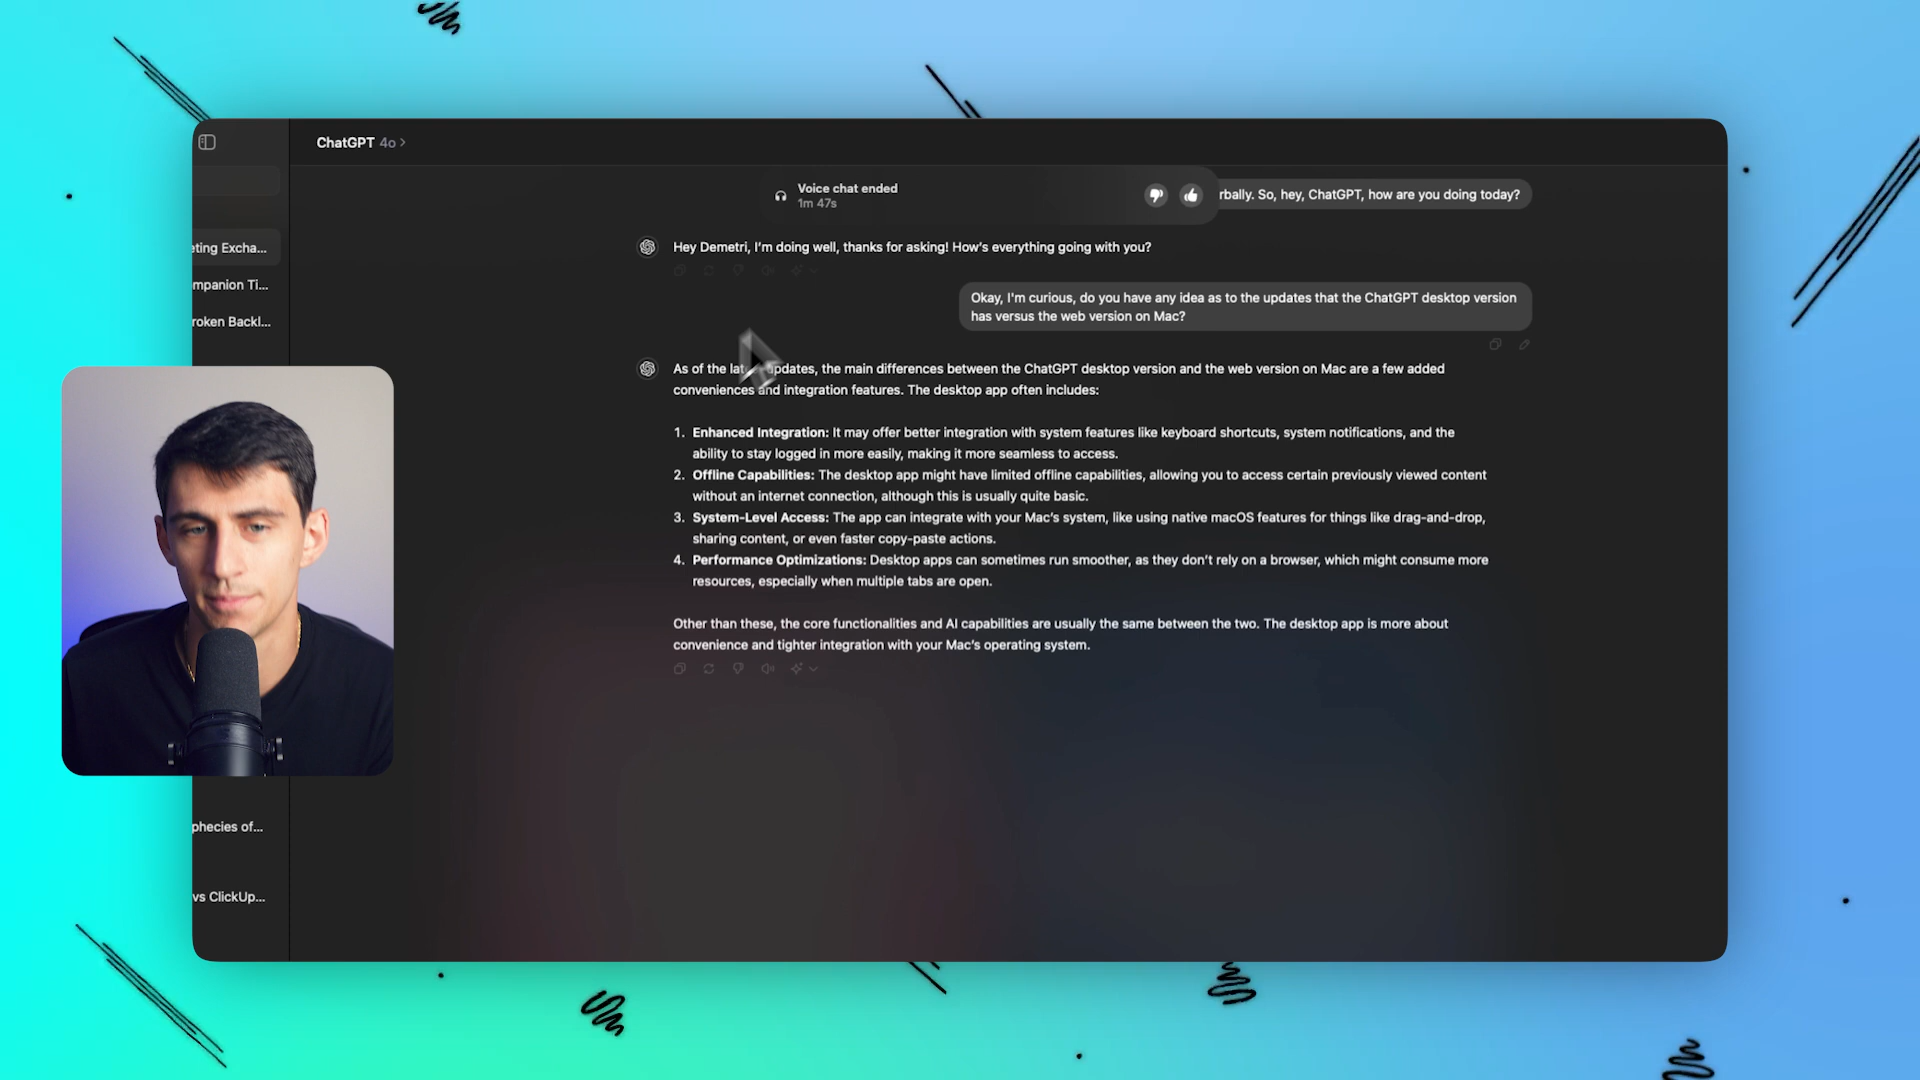 ChatGPT 4o >
Voice chat ended
1m 47s
rbally. So, hey, ChatGPT, how are you doing today?
eting Excha...
mpanion Ti...
roken Backl...
phecies of...
vs ClickUp...
Hey Demetri, I'm doing well, thanks for asking! How's everything going with you?
Okay, I'm curious, do you have any idea as to the updates that the ChatGPT desktop version
has versus the web version on Mac?
As of the updates, the main differences between the ChatGPT desktop version and the web version on Mac are a few added
conveniences and integration features. The desktop app often includes:
1. Enhanced Integration: It may offer better integration with system features like keyboard shortcuts, system notifications, and the
ability to stay logged in more easily, making it more seamless to access.
2. Offline Capabilities: The desktop app might have limited offline capabilities, allowing you to access certain previously viewed content
without an internet connection, although this is usually quite basic.
3. System-Level Access: The app can integrate with your Mac's system, like using native macOS features for things like drag-and-drop,
sharing content, or even faster copy-paste actions.
4. Performance Optimizations: Desktop apps can sometimes run smoother, as they don't rely on a browser, which might consume more
resources, especially when multiple tabs are open.
Other than these, the core functionalities and AI capabilities are usually the same between the two. The desktop app is more about
convenience and tighter integration with your Mac's operating system.